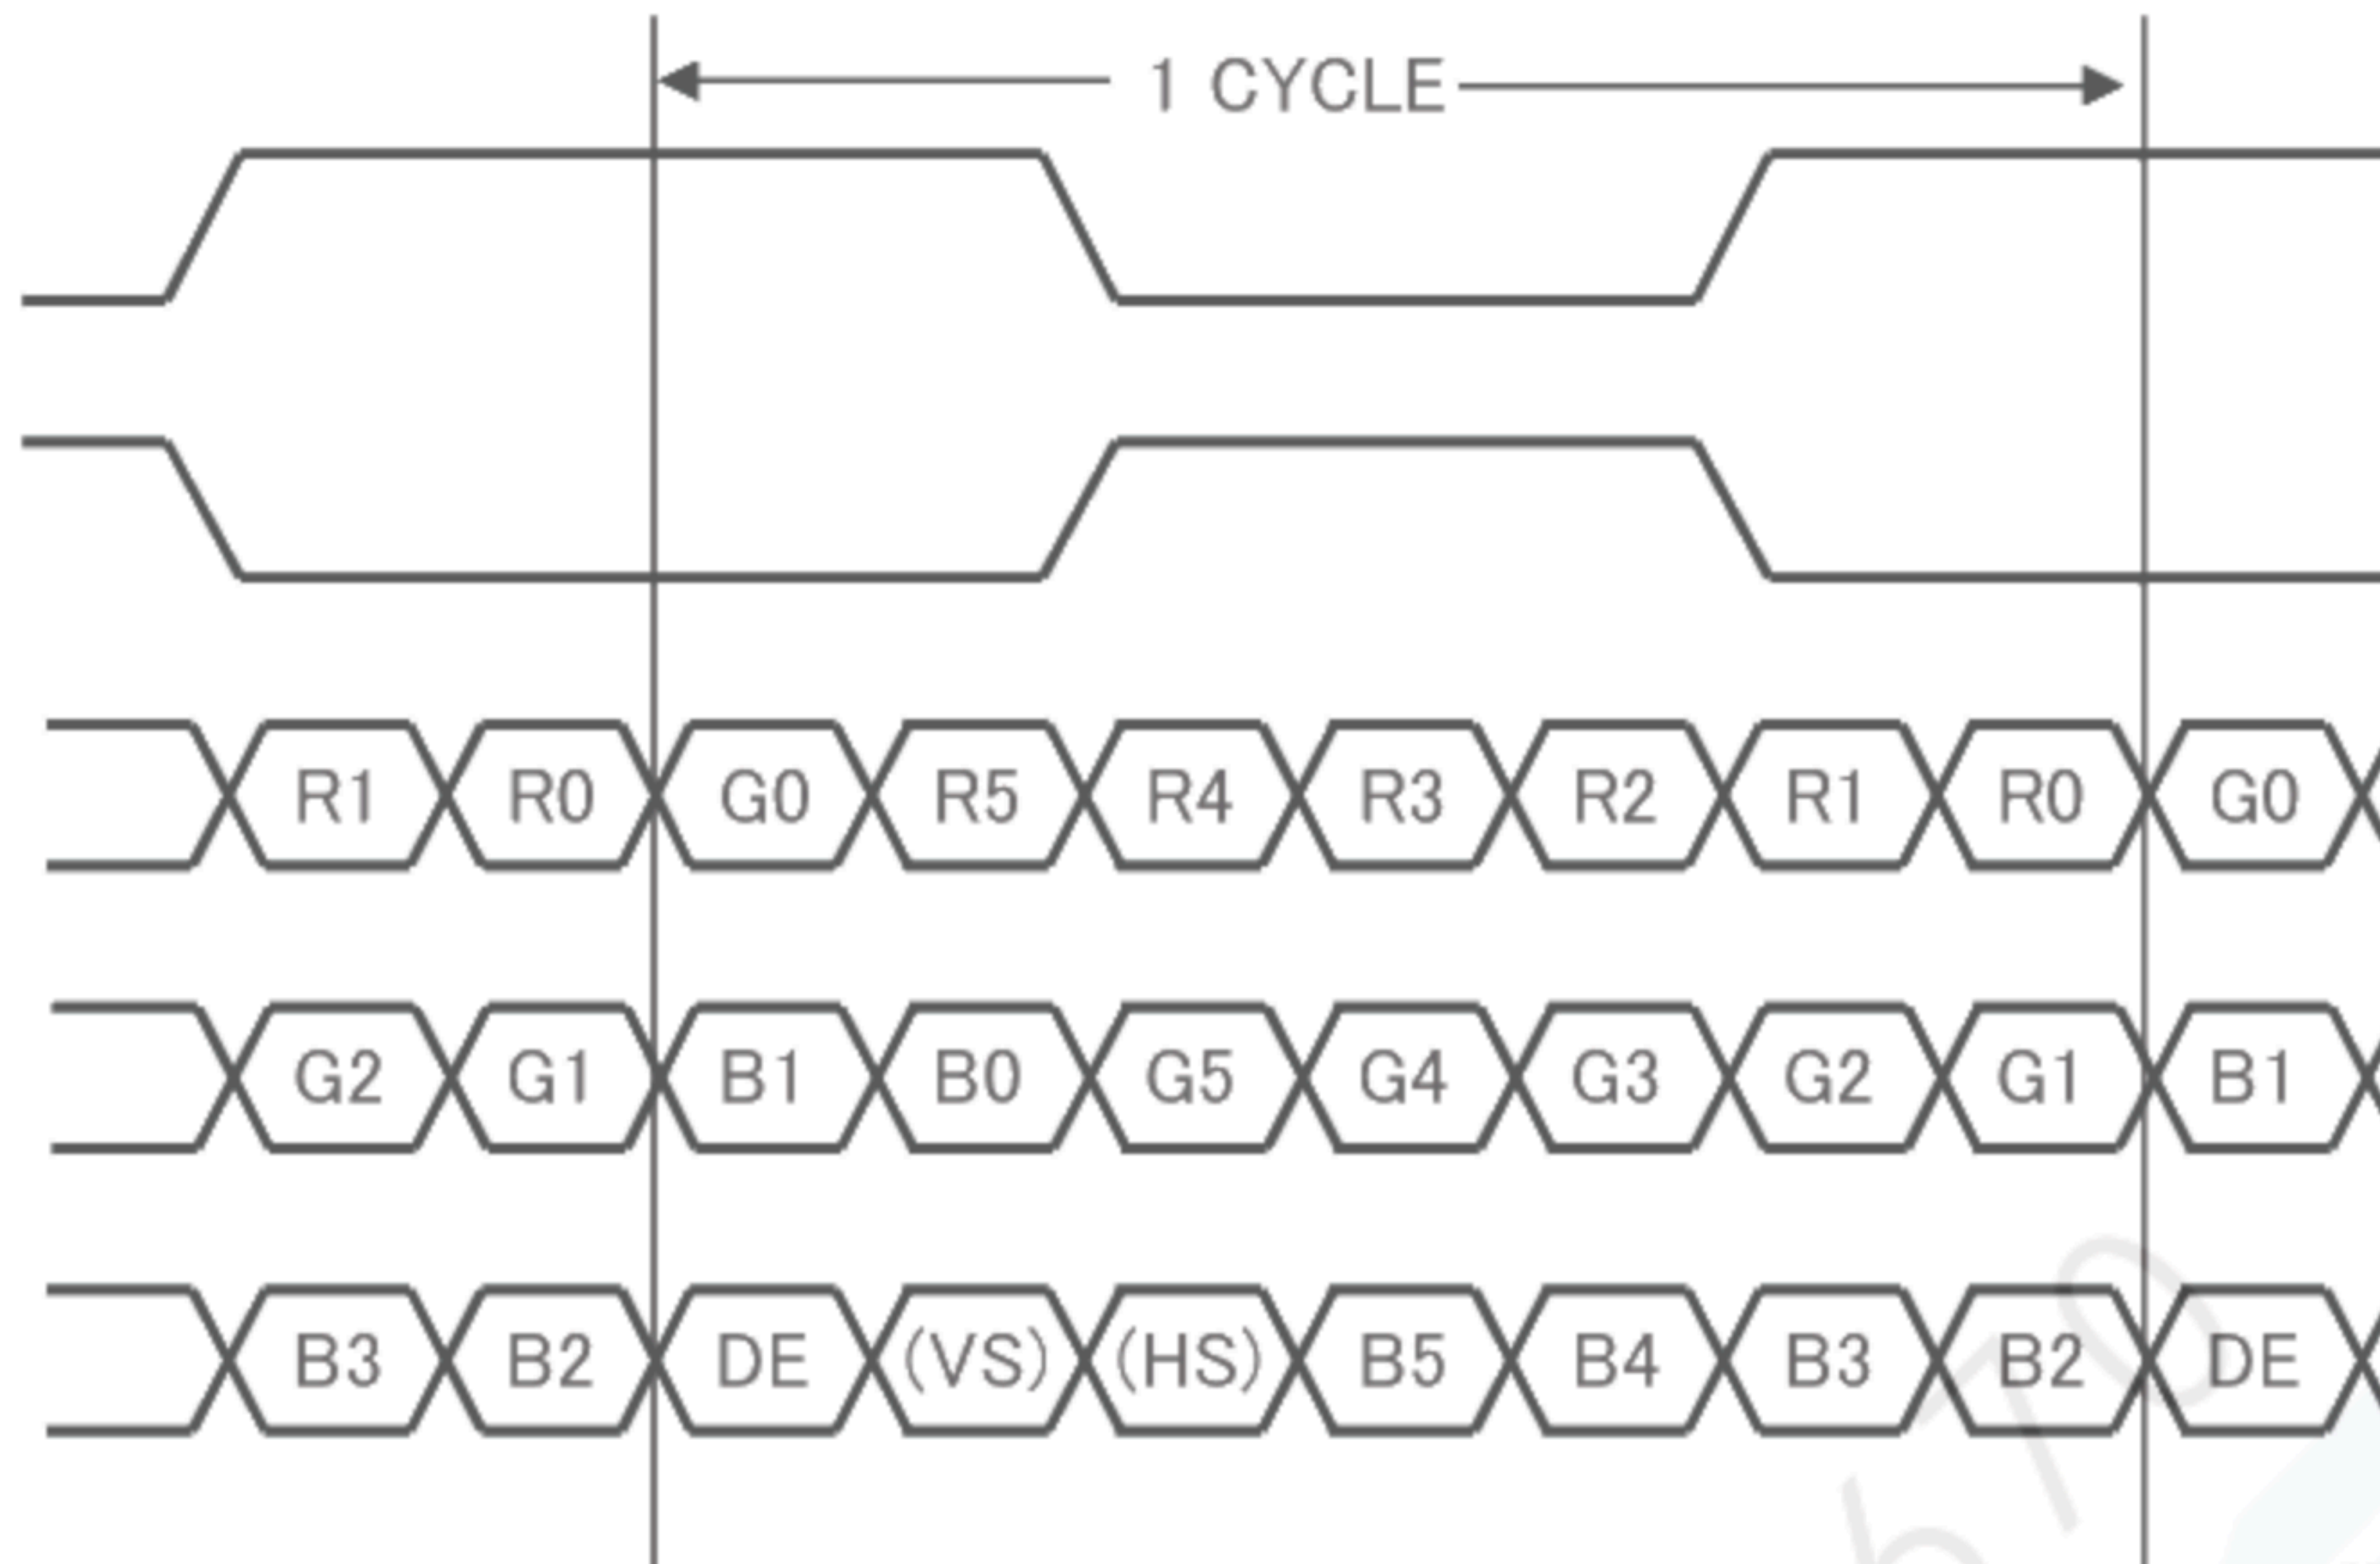 1 CYCLE
R1 R0 G0 R5 R4 R3 R2 R1 R0 G0
G2 G1 B1 B0 G5 G4 G3 G2 G1 B1
B3 B2 DE (VS) (HS) B5 B4 B3 B2 DE